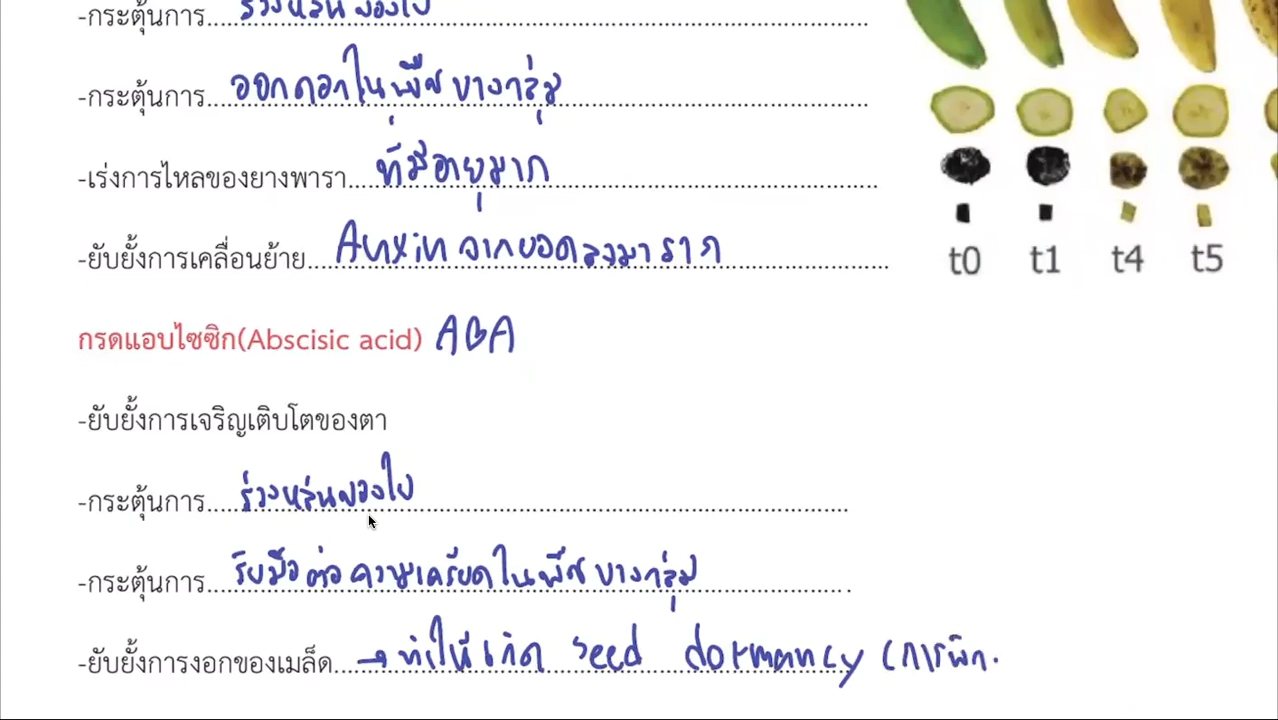 -กระตุ้นการ....ร่วงหล่นของใบ
-กระตุ้นการ....ออกดอกในพืชบางกลุ่ม
-เร่งการไหลของยางพารา....ที่มีอายุมาก
-ยับยั้งการเคลื่อนย้าย....Auxin จากยอดลงมาราก
t0 t1 t4 t5
กรดแอบไซซิก(Abscisic acid) ABA
-ยับยั้งการเจริญเติบโตของตา
-กระตุ้นการ....ร่วงหล่นของใบ
-กระตุ้นการ....รับมือต่อความเครียดในพืชบางกลุ่ม
-ยับยั้งการงอกของเมล็ด....→ ทำให้เกิด seed dormancy (การพัก